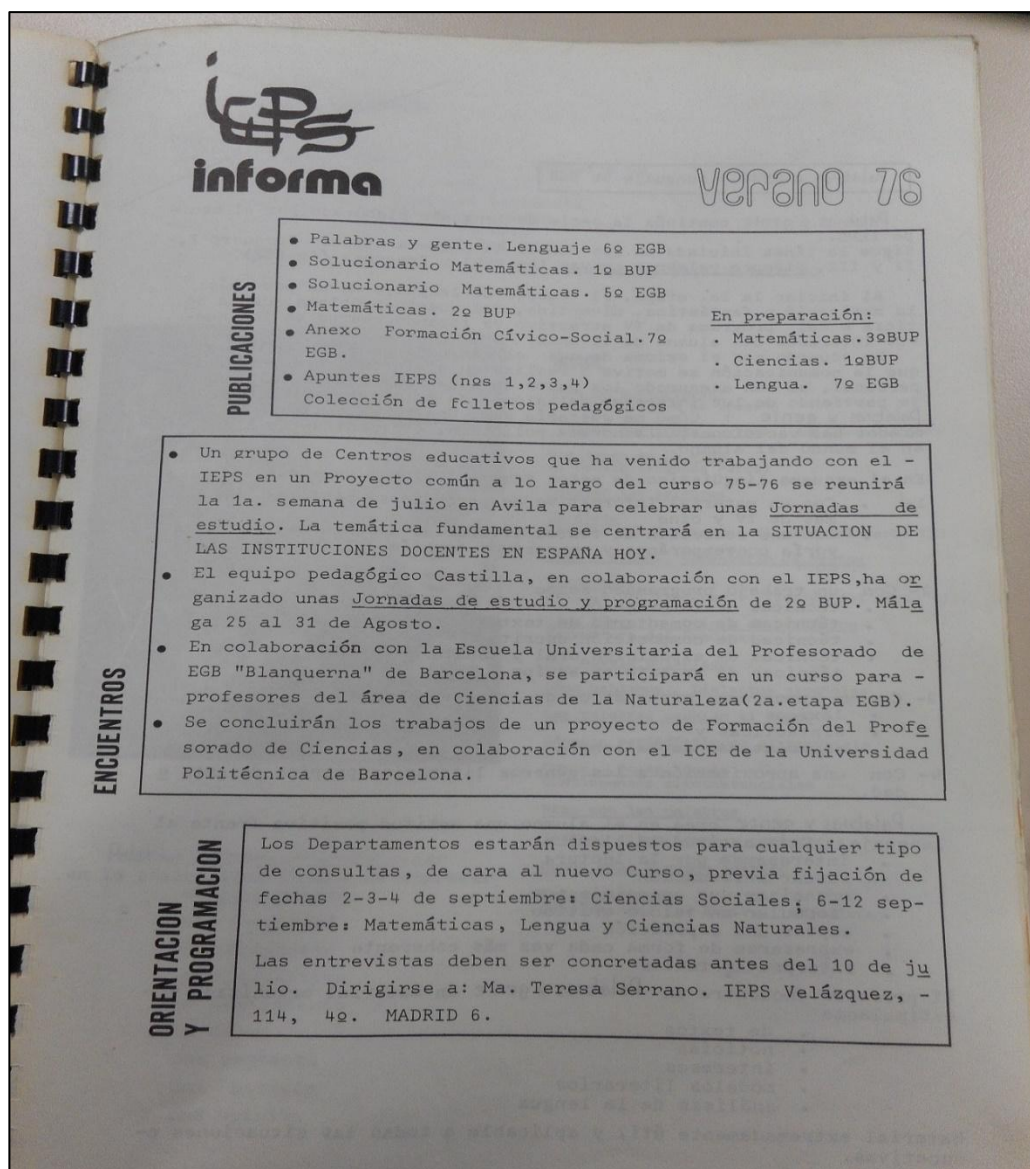 ieps
informa
verano 76
PUBLICACIONES
● Palabras y gente. Lenguaje 6º EGB
● Solucionario Matemáticas. 1º BUP
● Solucionario Matemáticas. 5º EGB
● Matemáticas. 2º BUP
● Anexo Formación Cívico-Social.7º
EGB.
● Apuntes IEPS (nos 1,2,3,4)
Colección de folletos pedagógicos
En preparación:
. Matemáticas.3ºBUP
. Ciencias. 1ºBUP
. Lengua. 7º EGB
ENCUENTROS
● Un grupo de Centros educativos que ha venido trabajando con el -
IEPS en un Proyecto común a lo largo del curso 75-76 se reunirá
la 1a. semana de julio en Avila para celebrar unas Jornadas de
estudio. La temática fundamental se centrará en la SITUACION DE
LAS INSTITUCIONES DOCENTES EN ESPAÑA HOY.
● El equipo pedagógico Castilla, en colaboración con el IEPS,ha or
ganizado unas Jornadas de estudio y programación de 2º BUP. Mála
ga 25 al 31 de Agosto.
● En colaboración con la Escuela Universitaria del Profesorado de
EGB "Blanquerna" de Barcelona, se participará en un curso para -
profesores del área de Ciencias de la Naturaleza(2a.etapa EGB).
● Se concluirán los trabajos de un proyecto de Formación del Profe
sorado de Ciencias, en colaboración con el ICE de la Universidad
Politécnica de Barcelona.
ORIENTACION
Y PROGRAMACION
Los Departamentos estarán dispuestos para cualquier tipo
de consultas, de cara al nuevo Curso, previa fijación de
fechas 2-3-4 de septiembre: Ciencias Sociales; 6-12 sep-
tiembre: Matemáticas, Lengua y Ciencias Naturales.
Las entrevistas deben ser concretadas antes del 10 de ju
lio. Dirigirse a: Ma. Teresa Serrano. IEPS Velázquez, -
114, 4º. MADRID 6.